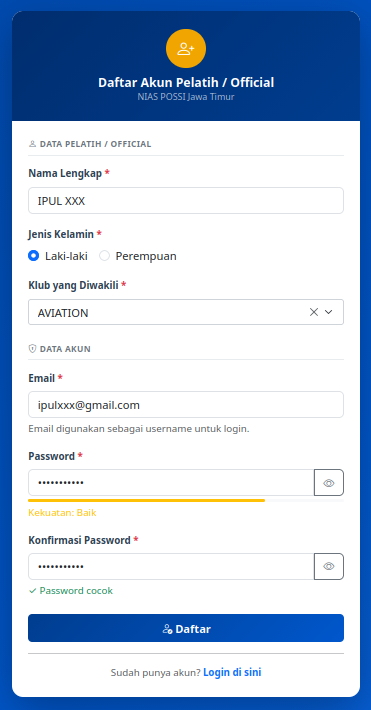 Daftar Akun Pelatih / Official
NIAS POSSI Jawa Timur
DATA PELATIH / OFFICIAL
Nama Lengkap *
IPUL XXX
Jenis Kelamin *
Laki-laki Perempuan
Klub yang Diwakili *
AVIATION
DATA AKUN
Email *
ipulxxx@gmail.com
Email digunakan sebagai username untuk login.
Password *
•••••••••••
Kekuatan: Baik
Konfirmasi Password *
•••••••••••
Password cocok
Daftar
Sudah punya akun? Login di sini